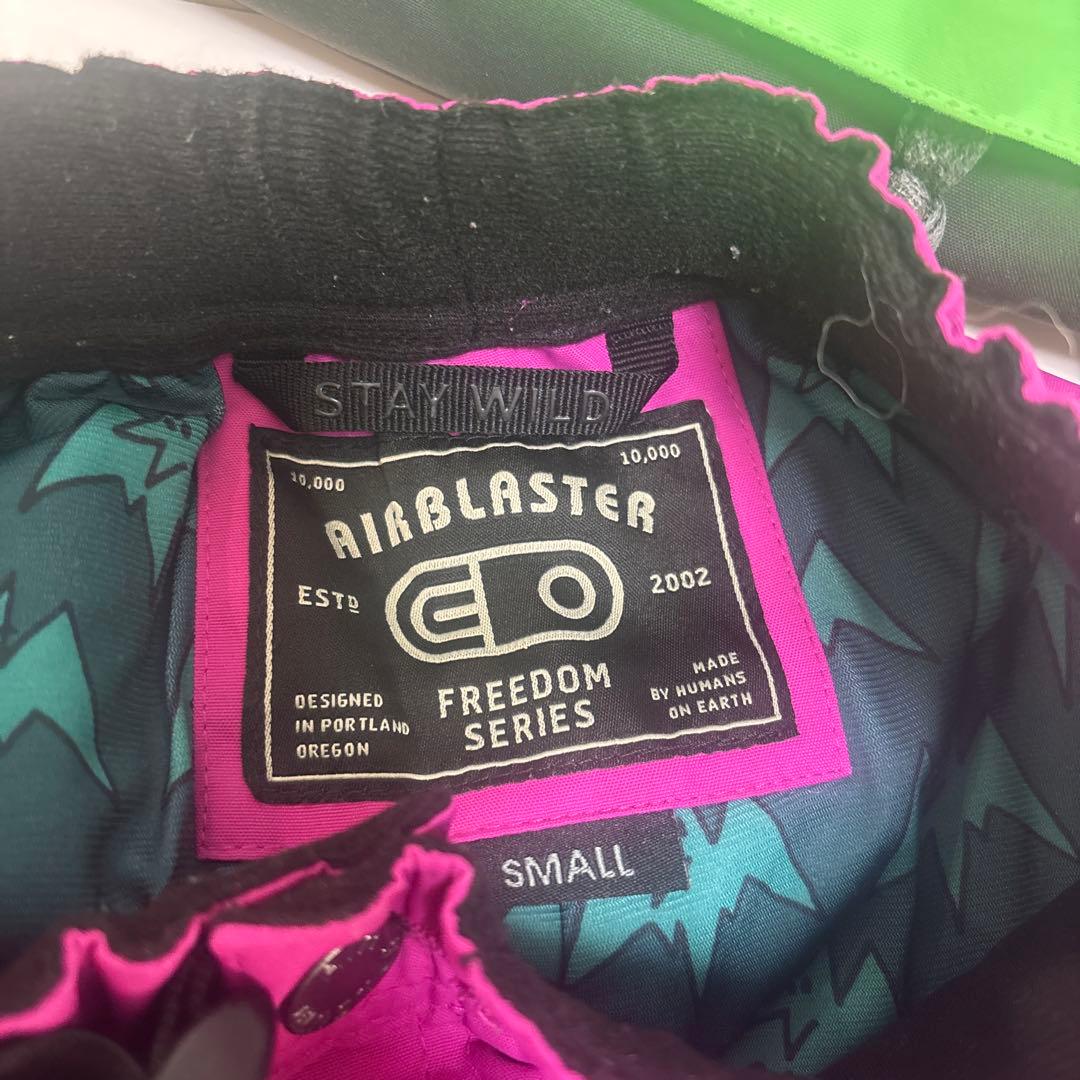 STAY WILD
10,000
10,000
AIRBLASTER
ESTD
2002
FREEDOM
SERIES
DESIGNED
IN PORTLAND
OREGON
MADE
BY HUMANS
ON EARTH
SMALL